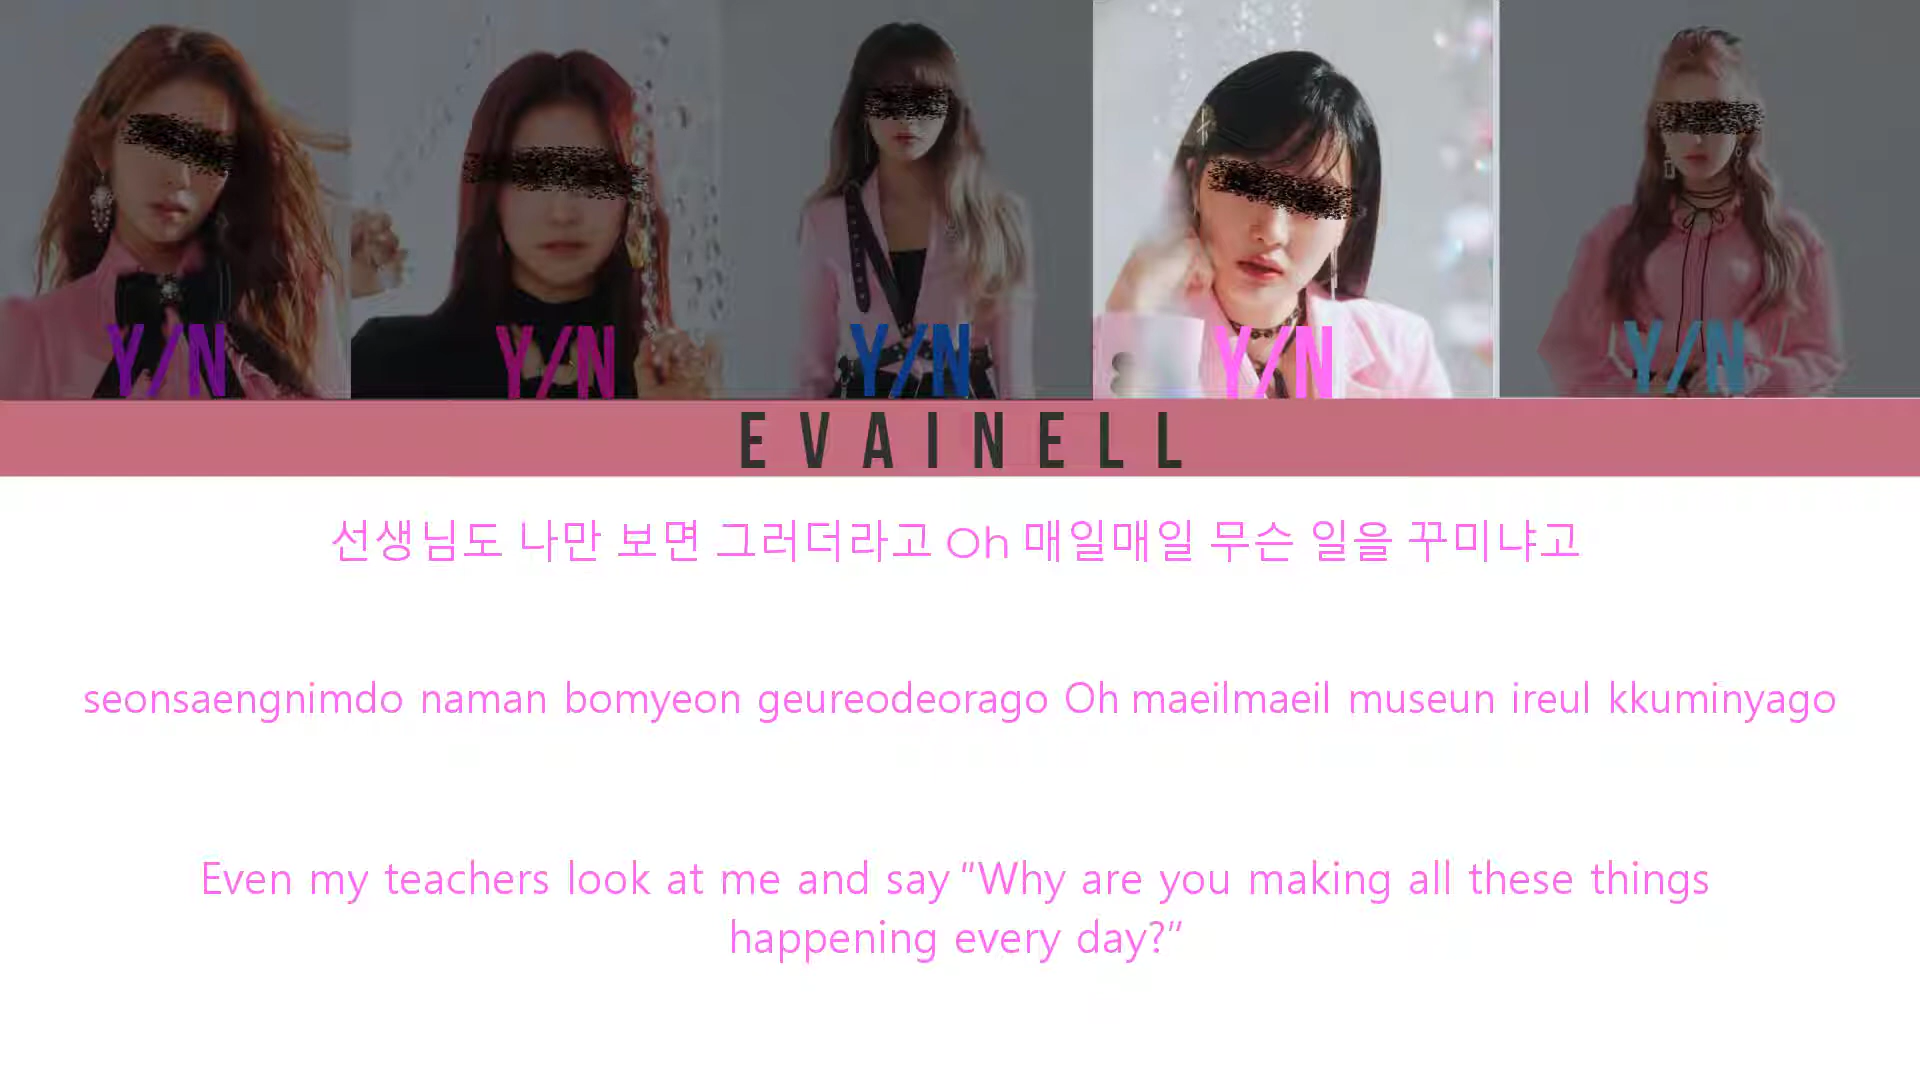 Y/N Y/N Y/N Y/N Y/N
EVAINELL
선생님도 나만 보면 그러더라고 Oh 매일매일 무슨 일을 꾸미냐고
seonsaengnimdo naman bomyeon geureodeorago Oh maeilmaeil museun ireul kkuminyago
Even my teachers look at me and say "Why are you making all these things
happening every day?"